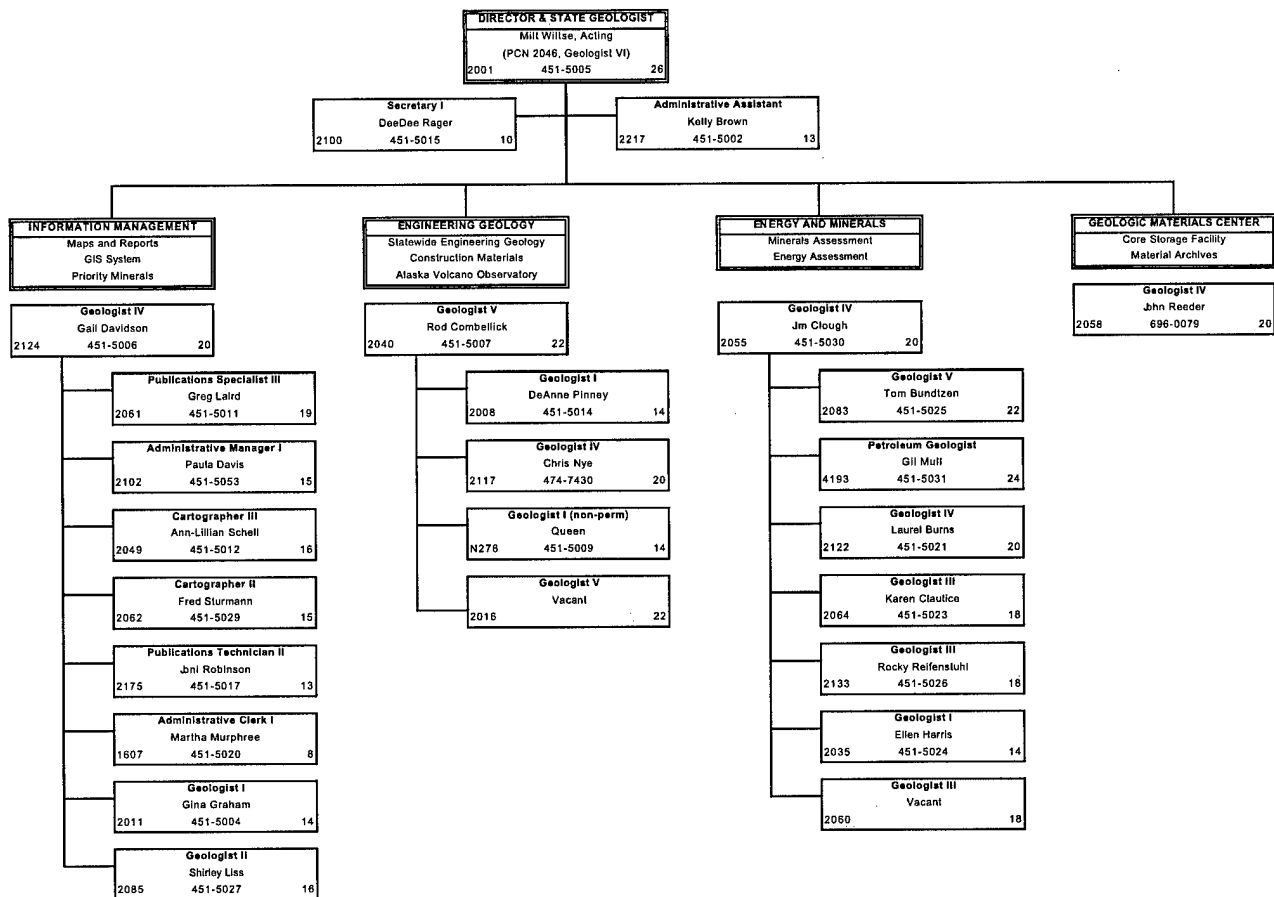 DIRECTOR & STATE GEOLOGIST
Milt Wiltse, Acting
(PCN 2046, Geologist VI)
2001 451-5005 26
Secretary I
DeeDee Rager
2100 451-5015 10
Administrative Assistant
Kelly Brown
2217 451-5002 13
INFORMATION MANAGEMENT
Maps and Reports
GIS System
Priority Minerals
Geologist IV
Gail Davidson
2124 451-5006 20
Publications Specialist III
Greg Laird
2061 451-5011 19
Administrative Manager I
Paula Davis
2102 451-5053 15
Cartographer III
Ann-Lillian Schell
2049 451-5012 16
Cartographer II
Fred Sturmann
2062 451-5029 15
Publications Technician II
Joni Robinson
2175 451-5017 13
Administrative Clerk I
Martha Murphree
1607 451-5020 8
Geologist I
Gina Graham
2011 451-5004 14
Geologist II
Shirley Liss
2085 451-5027 16
ENGINEERING GEOLOGY
Statewide Engineering Geology
Construction Materials
Alaska Volcano Observatory
Geologist V
Rod Combellick
2040 451-5007 22
Geologist I
DeAnne Pinney
2008 451-5014 14
Geologist IV
Chris Nye
2117 474-7430 20
Geologist I (non-perm)
Queen
N276 451-5009 14
Geologist V
Vacant
2016 22
ENERGY AND MINERALS
Minerals Assessment
Energy Assessment
Geologist IV
Jim Clough
2055 451-5030 20
Geologist V
Tom Bundtzen
2083 451-5025 22
Petroleum Geologist
Gil Mull
4193 451-5031 24
Geologist IV
Laurel Burns
2122 451-5021 20
Geologist III
Karen Clautice
2064 451-5023 18
Geologist III
Rocky Reifenstuhl
2133 451-5026 18
Geologist I
Ellen Harris
2035 451-5024 14
Geologist III
Vacant
2060 18
GEOLOGIC MATERIALS CENTER
Core Storage Facility
Material Archives
Geologist IV
John Reeder
2058 696-0079 20